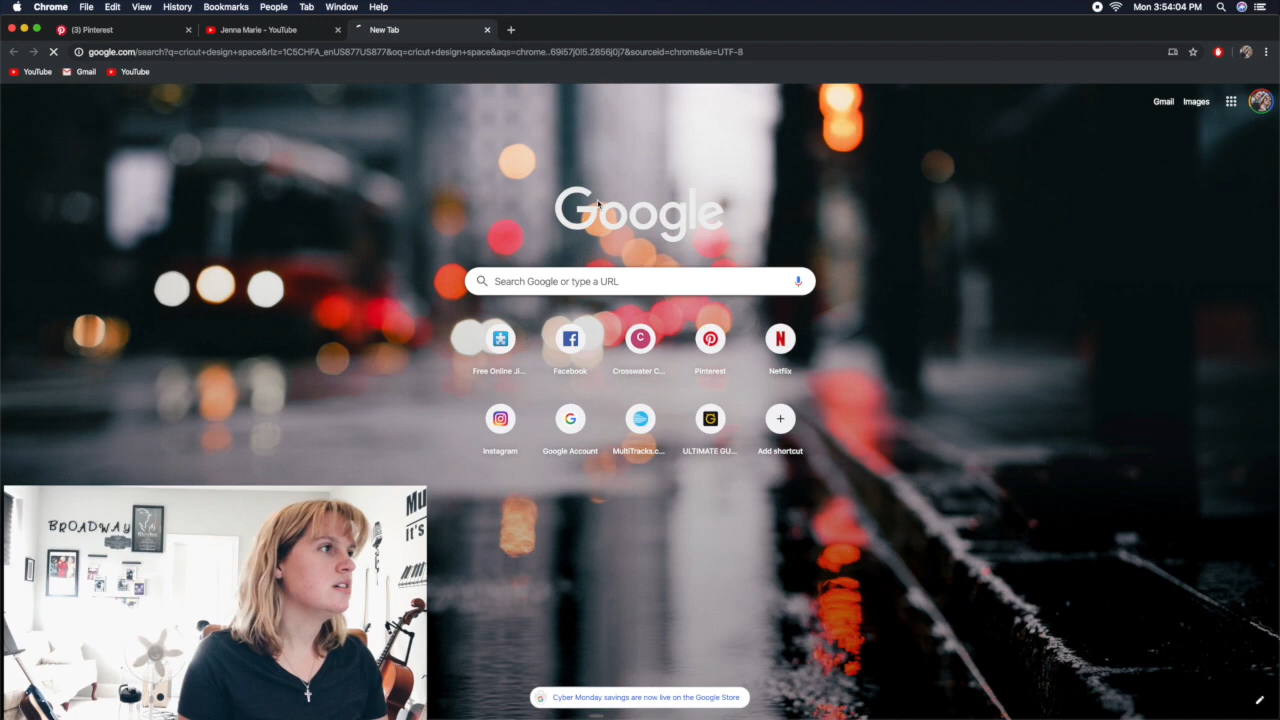 Chrome File Edit View History Bookmarks People Tab Window Help Mon 3:54:04 PM
(3) Pinterest Jenna Marie - YouTube New Tab
google.com/search?q=cricut+design+space&rlz=1C5CHFA_enUS877US877&oq=cricut+design+space&aqs=chrome..69i57j0i5.2856j0j7&sourceid=chrome&ie=UTF-8
YouTube Gmail YouTube
Gmail Images
Google
Search Google or type a URL
Free Online Ji... Facebook Crosswater C... Pinterest Netflix
Instagram Google Account MultiTracks.c... ULTIMATE GU... Add shortcut
BROADWAY
Mu
it's
Cyber Monday savings are now live on the Google Store